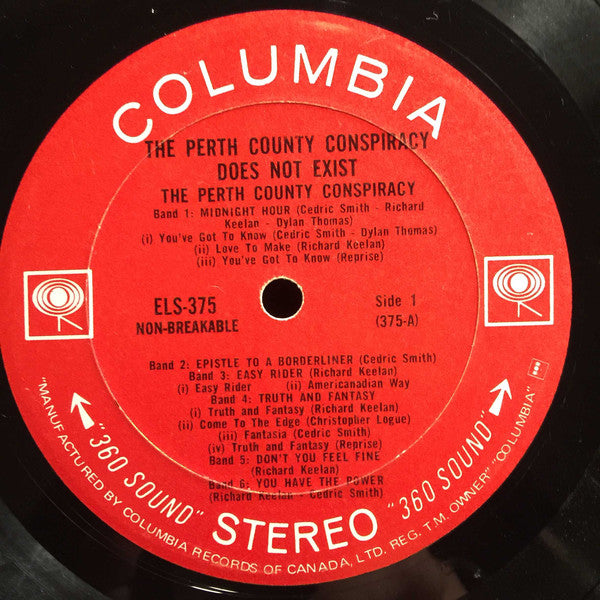 COLUMBIA
THE PERTH COUNTY CONSPIRACY
DOES NOT EXIST
THE PERTH COUNTY CONSPIRACY
Band 1: MIDNIGHT HOUR (Cedric Smith - Richard
Keelan - Dylan Thomas)
(i) You've Got To Know (Cedric Smith - Dylan Thomas)
(ii) Love To Make (Richard Keelan)
(iii) You've Got To Know (Reprise)
ELS-375
NON-BREAKABLE
Side 1
(375-A)
Band 2: EPISTLE TO A BORDERLINER (Cedric Smith)
Band 3: EASY RIDER (Richard Keelan)
(i) Easy Rider (ii) Americanadian Way
Band 4: TRUTH AND FANTASY
(i) Truth and Fantasy (Richard Keelan)
(ii) Come To The Edge (Christopher Logue)
(iii) Fantasia (Cedric Smith)
(iv) Truth and Fantasy (Reprise)
Band 5: DON'T YOU FEEL FINE
(Richard Keelan)
Band 6: YOU HAVE THE POWER
(Richard Keelan - Cedric Smith)
"360 SOUND" STEREO "360 SOUND"
"MANUFACTURED BY COLUMBIA RECORDS OF CANADA, LTD. REG. T.M. OWNER" "COLUMBIA"